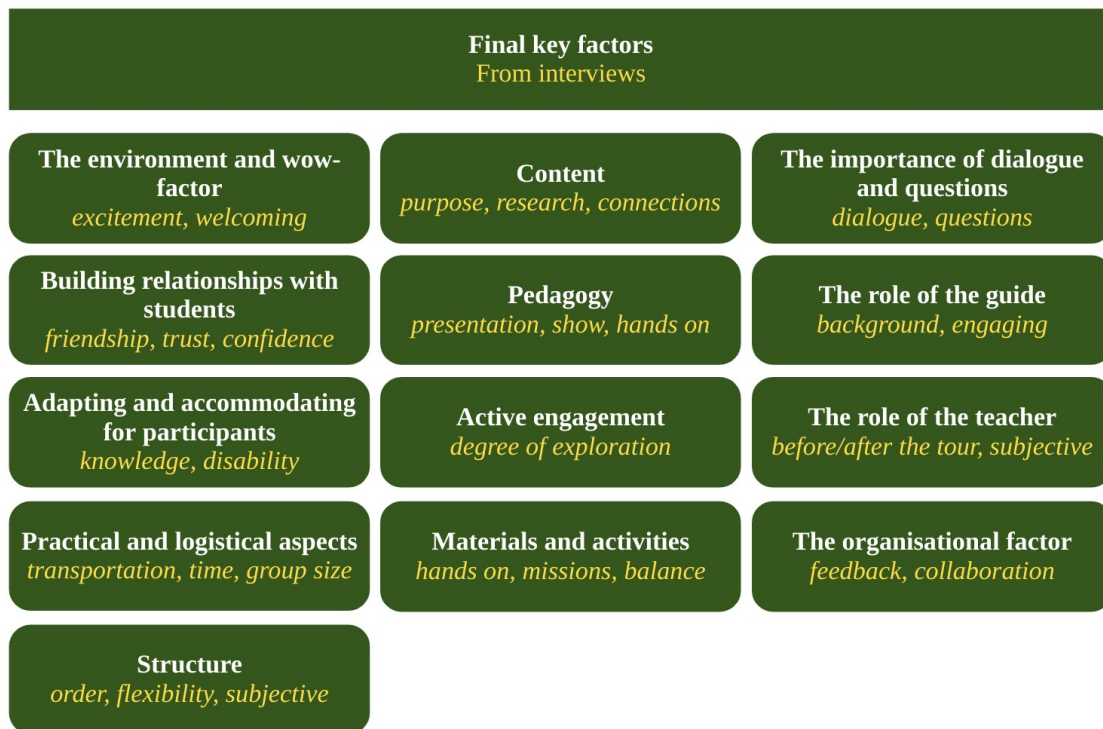 Final key factors
From interviews
The environment and wow-
factor
excitement, welcoming
Content
purpose, research, connections
The importance of dialogue
and questions
dialogue, questions
Building relationships with
students
friendship, trust, confidence
Pedagogy
presentation, show, hands on
The role of the guide
background, engaging
Adapting and accommodating
for participants
knowledge, disability
Active engagement
degree of exploration
The role of the teacher
before/after the tour, subjective
Practical and logistical aspects
transportation, time, group size
Materials and activities
hands on, missions, balance
The organisational factor
feedback, collaboration
Structure
order, flexibility, subjective